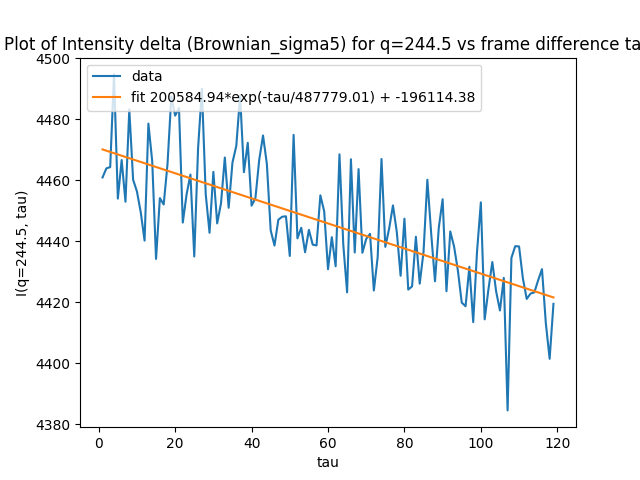 Plot of Intensity delta (Brownian_sigma5) for q=244.5 vs frame difference ta
4500
4480
4460
4440
4420
4400
4380
I(q=244.5, tau)
data
fit 200584.94*exp(-tau/487779.01) + -196114.38
0 20 40 60 80 100 120
tau